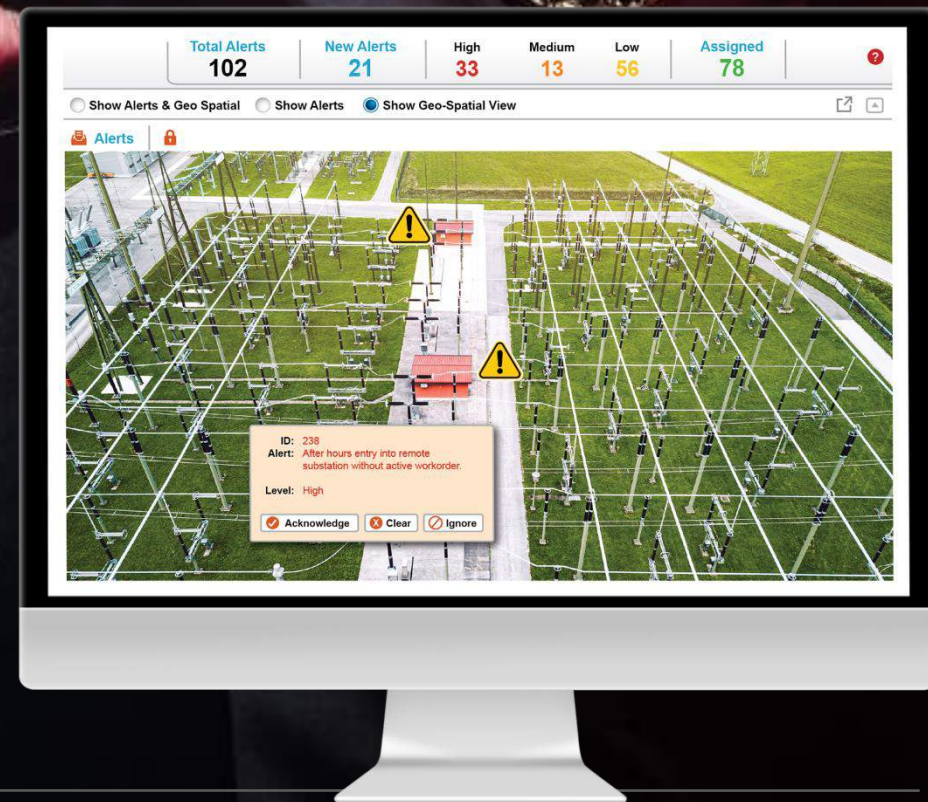 Total Alerts New Alerts High Medium Low Assigned
102 21 33 13 56 78
?
Show Alerts & Geo Spatial Show Alerts Show Geo-Spatial View
Alerts
!
!
ID: 238
Alert: After hours entry into remote
substation without active workorder.
Level: High
Acknowledge Clear Ignore